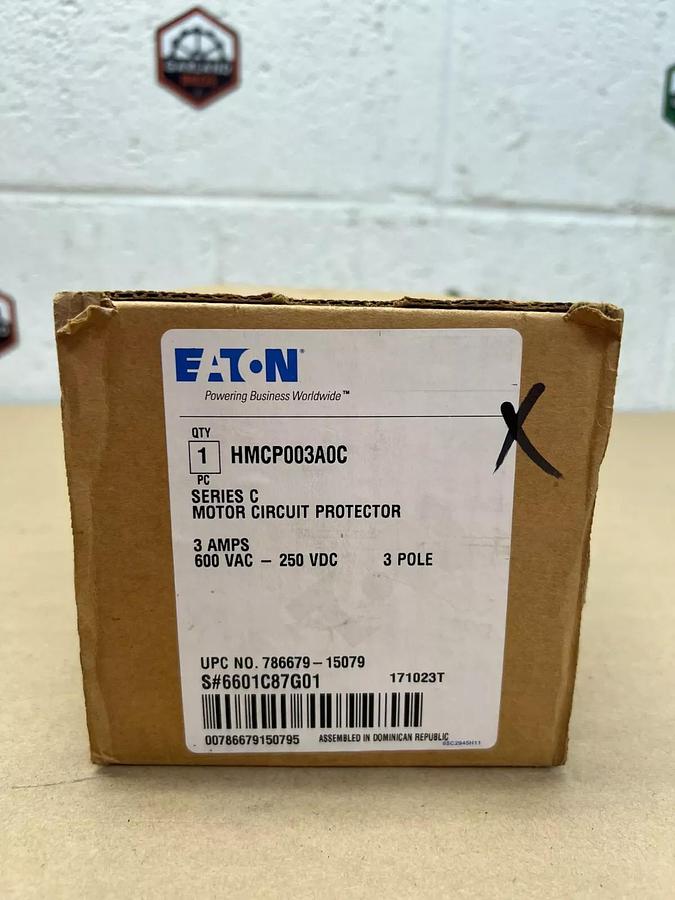 EATON
Powering Business Worldwide™
QTY
1 HMCP003A0C
PC
SERIES C
MOTOR CIRCUIT PROTECTOR
3 AMPS
600 VAC – 250 VDC 3 POLE
UPC NO. 786679–15079
S#6601C87G01 171023T
00786679150795 ASSEMBLED IN DOMINICAN REPUBLIC
X